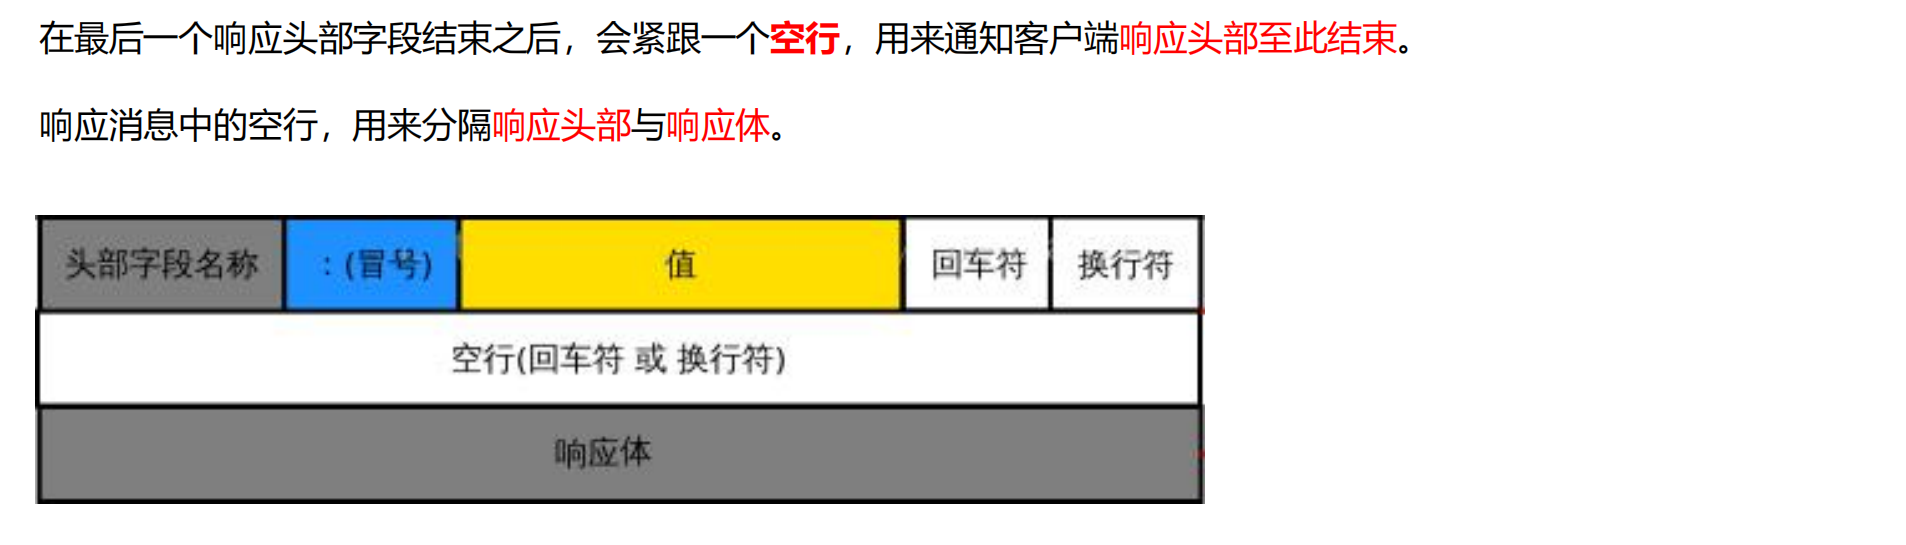 在最后一个响应头部字段结束之后，会紧跟一个空行，用来通知客户端响应头部至此结束。
响应消息中的空行，用来分隔响应头部与响应体。
头部字段名称 ：(冒号) 值 回车符 换行符
空行(回车符 或 换行符)
响应体